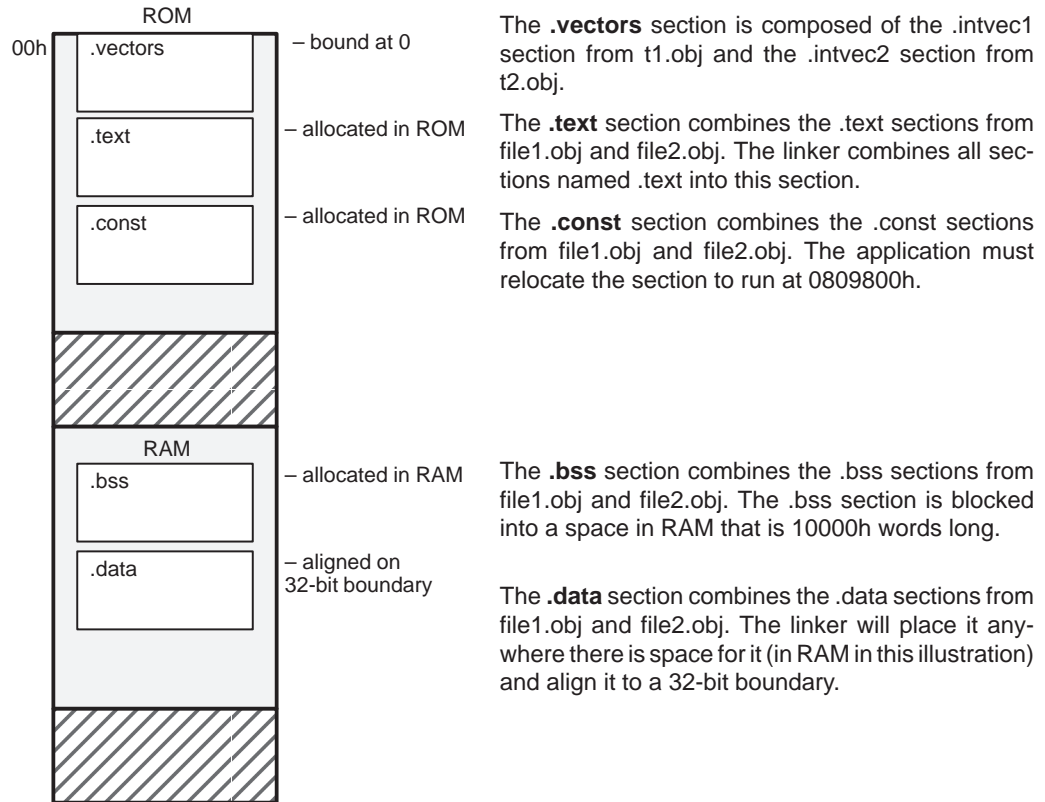 ROM
00h
.vectors
– bound at 0
The .vectors section is composed of the .intvec1
section from t1.obj and the .intvec2 section from
t2.obj.
.text
– allocated in ROM
The .text section combines the .text sections from
file1.obj and file2.obj. The linker combines all sec-
tions named .text into this section.
.const
– allocated in ROM
The .const section combines the .const sections
from file1.obj and file2.obj. The application must
relocate the section to run at 0809800h.
RAM
.bss
– allocated in RAM
The .bss section combines the .bss sections from
file1.obj and file2.obj. The .bss section is blocked
into a space in RAM that is 10000h words long.
.data
– aligned on
32-bit boundary
The .data section combines the .data sections from
file1.obj and file2.obj. The linker will place it any-
where there is space for it (in RAM in this illustration)
and align it to a 32-bit boundary.